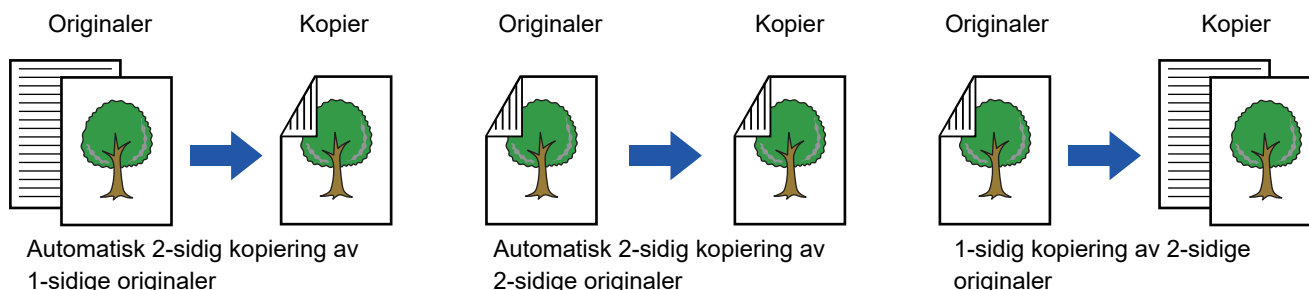 Originaler Kopier
Automatisk 2-sidig kopiering av
1-sidige originaler
Originaler Kopier
Automatisk 2-sidig kopiering av
2-sidige originaler
Originaler Kopier
1-sidig kopiering av 2-sidige
originaler